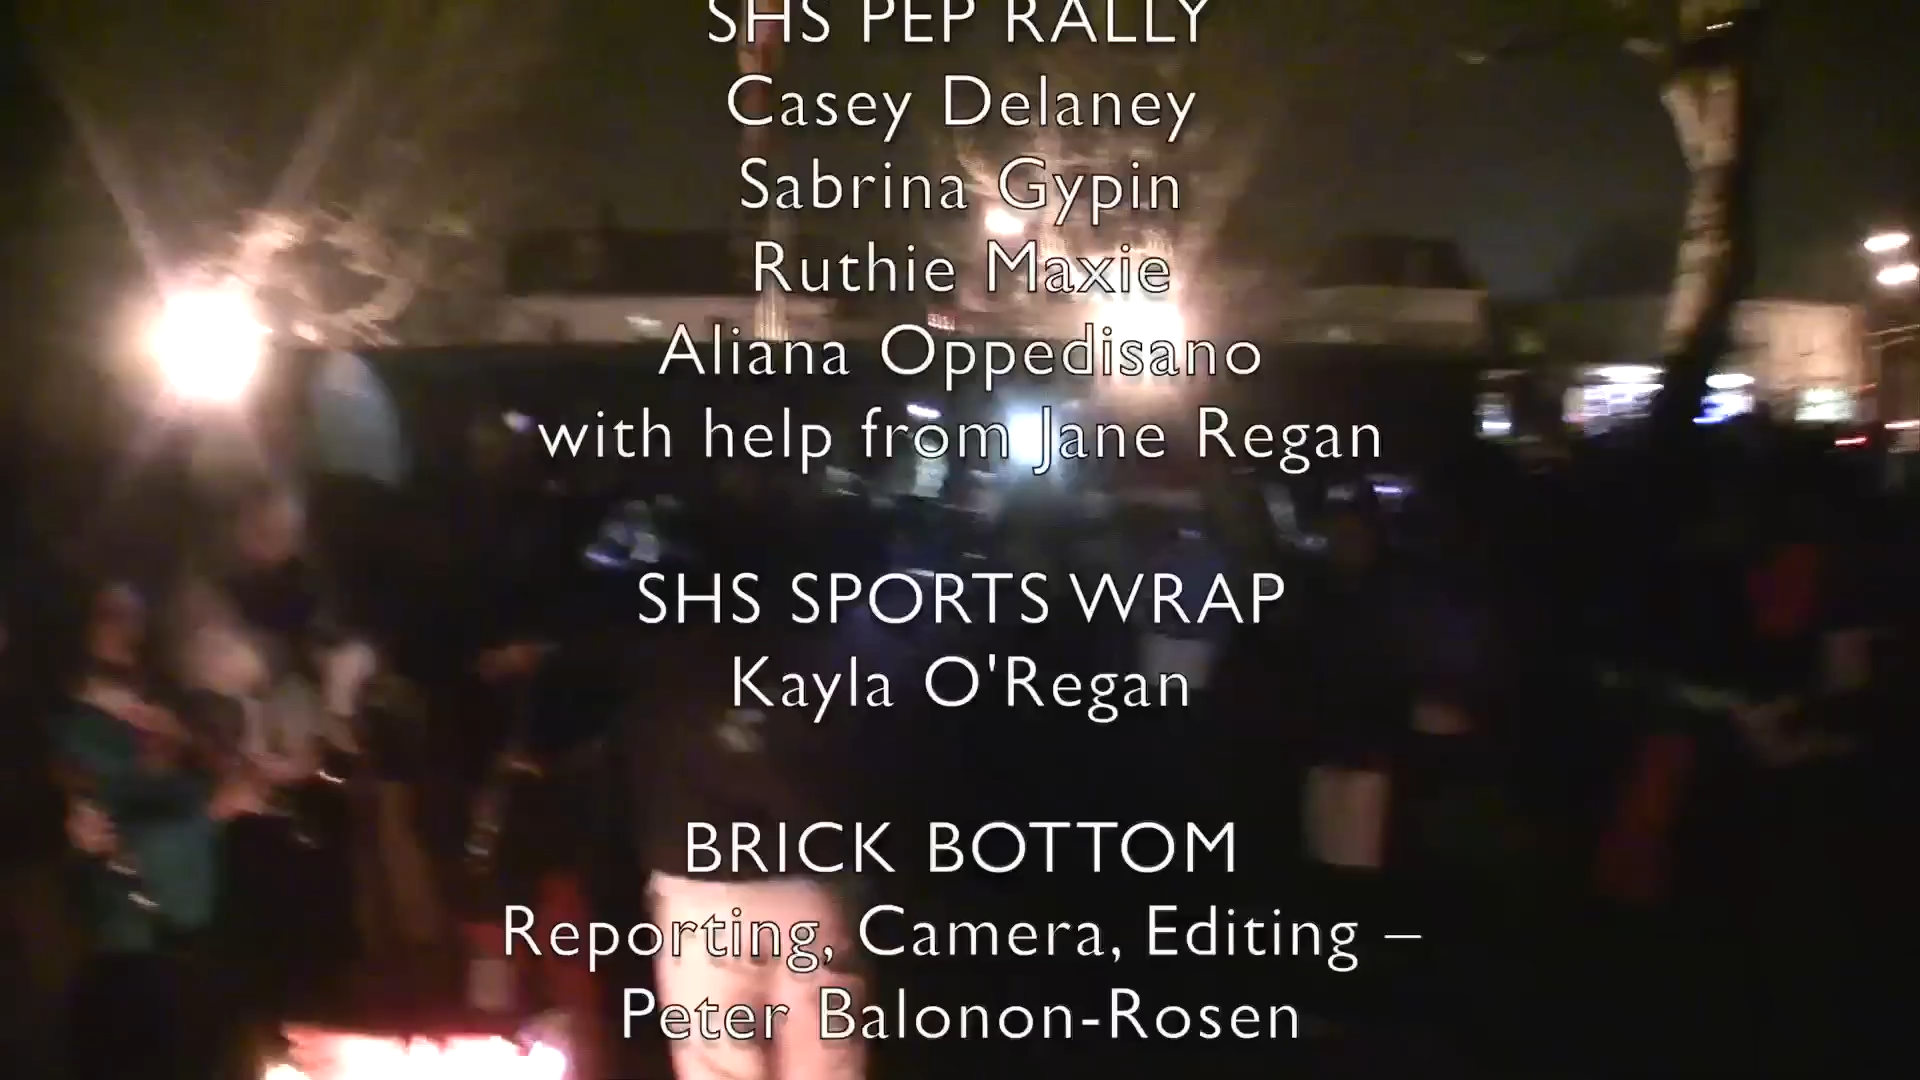 SHS PEP RALLY
Casey Delaney
Sabrina Gypin
Ruthie Maxie
Aliana Oppedisano
with help from Jane Regan
SHS SPORTS WRAP
Kayla O'Regan
BRICK BOTTOM
Reporting, Camera, Editing –
Peter Balonon-Rosen